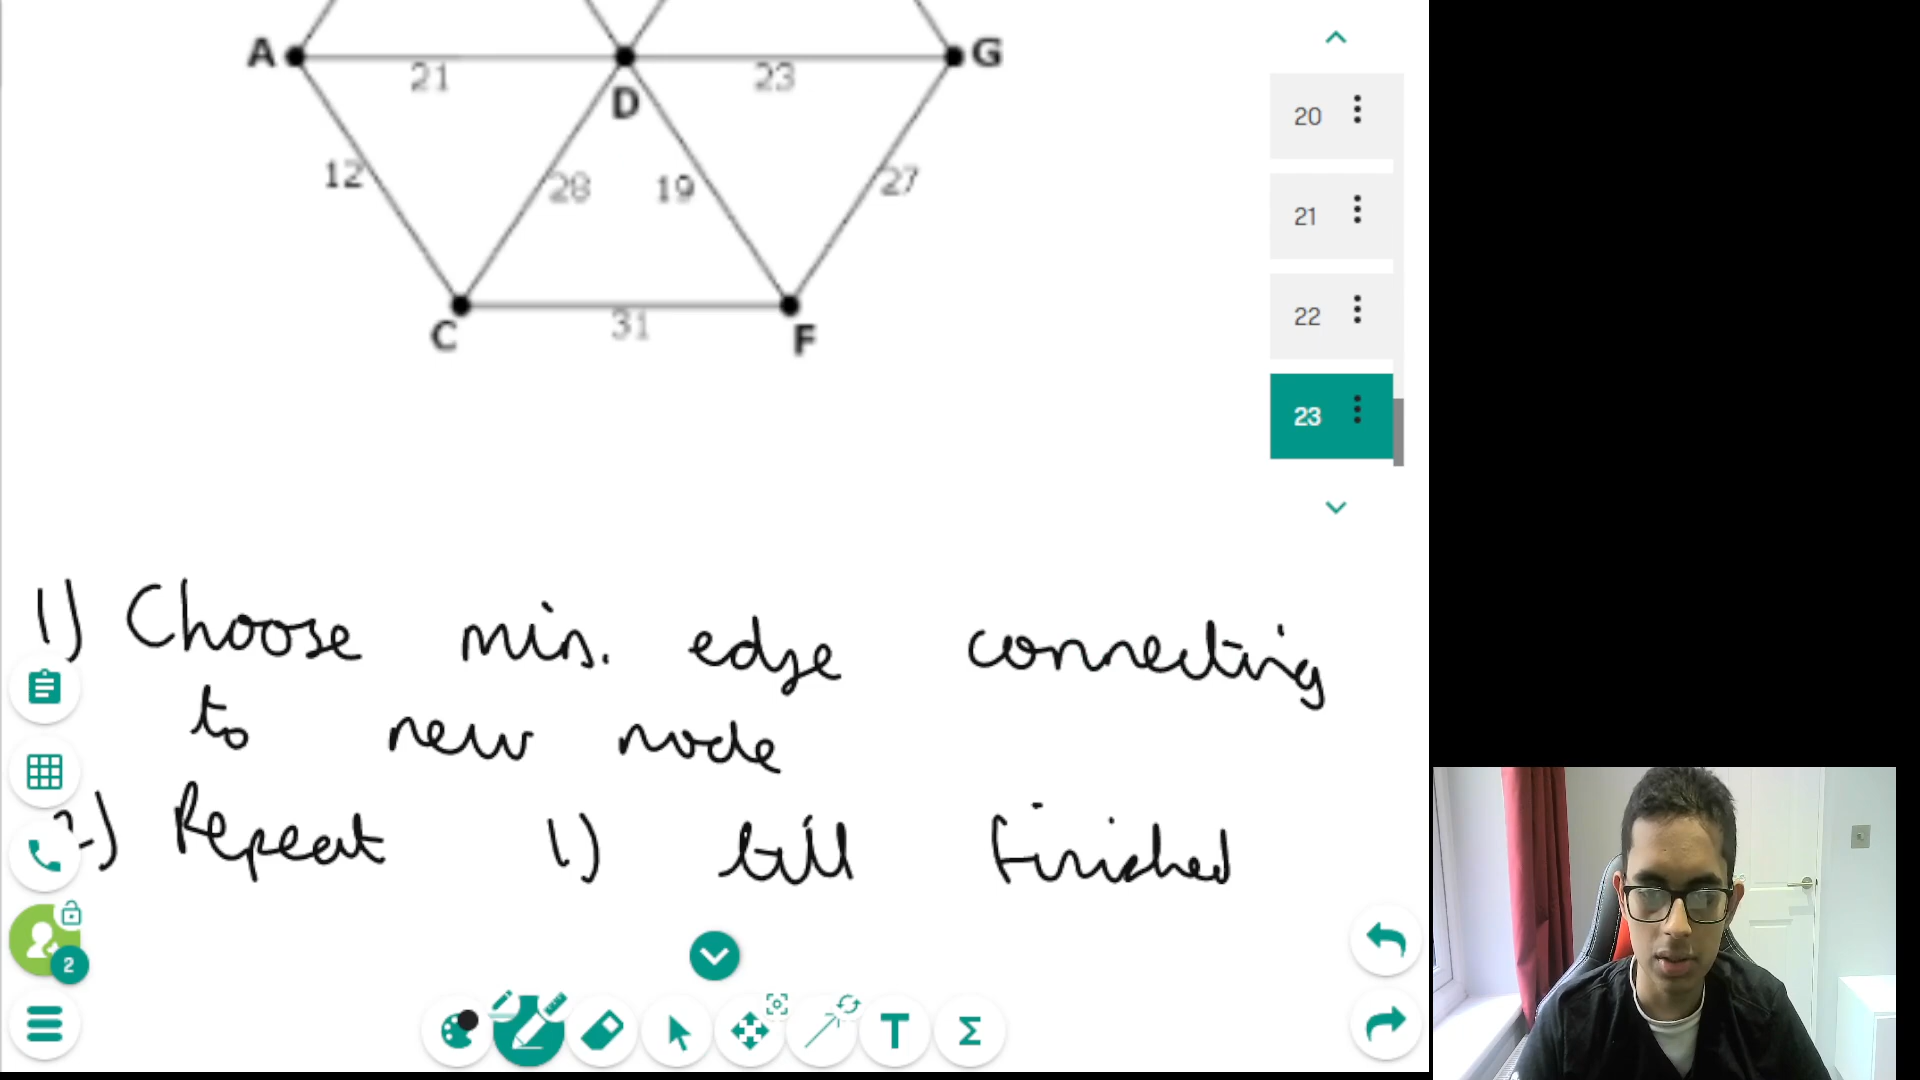 A
G
21
23
D
12
28
19
27
C
31
F
20
21
22
23
1) Choose min. edge connecting
to new node
2) Repeat 1) till finished
2
T
Σ